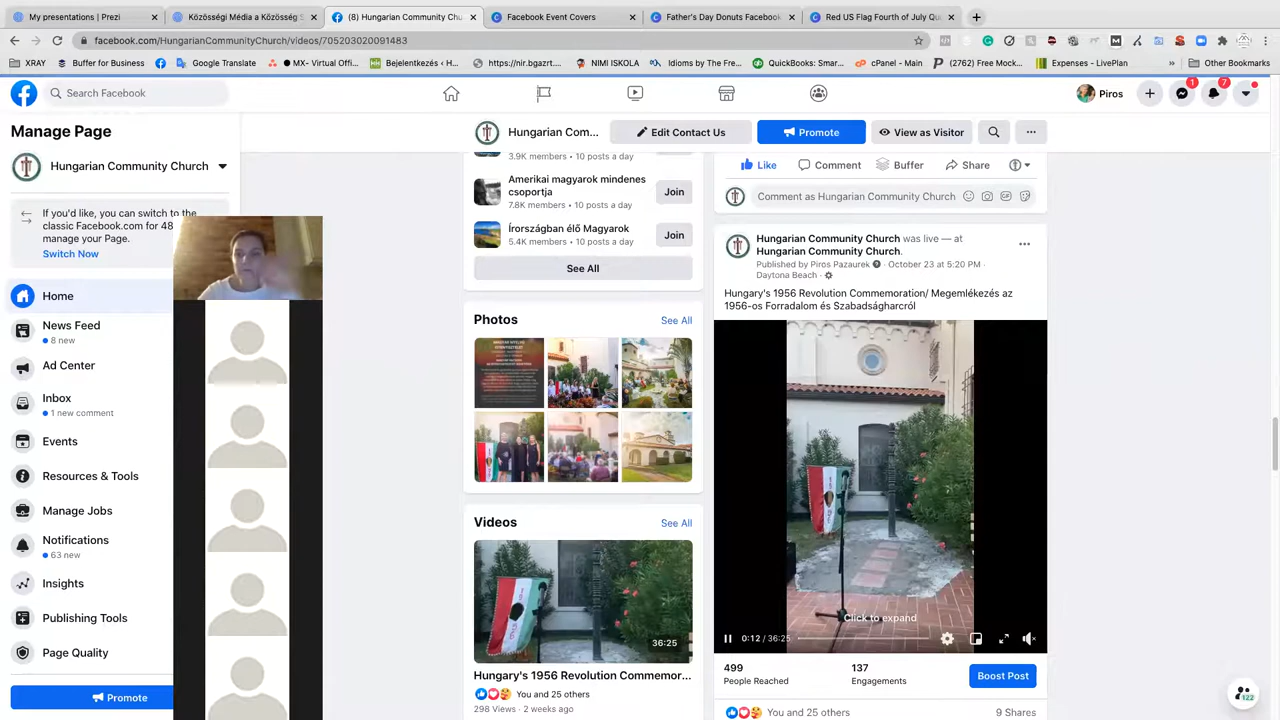 My presentations | Prezi
Közösségi Média a Közösség S
(8) Hungarian Community Chur
Facebook Event Covers
Father's Day Donuts Facebook
Red US Flag Fourth of July Qu
facebook.com/HungarianCommunityChurch/videos/705203020091483
XRAY
Buffer for Business
Google Translate
MX- Virtual Offi...
Bejelentkezés ‹ H...
https://nir.bgazrt....
NIMI ISKOLA
Idioms by The Fre...
QuickBooks: Smar...
cPanel - Main
(2762) Free Mock...
Expenses - LivePlan
Other Bookmarks
Search Facebook
Piros
1
7
Manage Page
Hungarian Community Church
If you'd like, you can switch to the
classic Facebook.com for 48
manage your Page.
Switch Now
Home
News Feed
8 new
Ad Center
Inbox
1 new comment
Events
Resources & Tools
Manage Jobs
Notifications
63 new
Insights
Publishing Tools
Page Quality
Promote
Hungarian Com...
Edit Contact Us
Promote
View as Visitor
3.9K members • 10 posts a day
Amerikai magyarok mindenes
csoportja
7.8K members • 10 posts a day
Join
Írországban élő Magyarok
5.4K members • 10 posts a day
Join
See All
Photos
See All
Videos
See All
36:25
Hungary's 1956 Revolution Commemor...
You and 25 others
298 Views · 2 weeks ago
Like
Comment
Buffer
Share
Comment as Hungarian Community Church
Hungarian Community Church was live — at
Hungarian Community Church.
Published by Piros Pazaurek · October 23 at 5:20 PM ·
Daytona Beach ·
Hungary's 1956 Revolution Commemoration/ Megemlékezés az
1956-os Forradalom és Szabadságharcról
Click to expand
0:12 / 36:25
499
People Reached
137
Engagements
Boost Post
You and 25 others
9 Shares
122